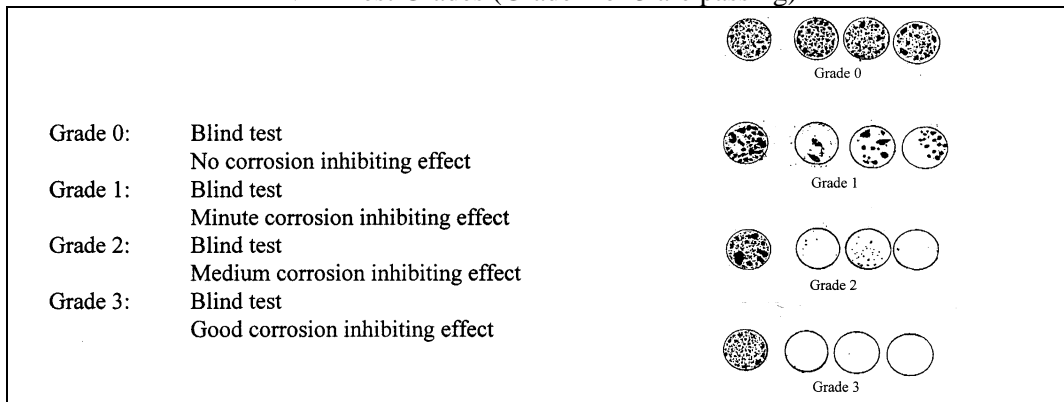 Grade 0: Blind test
No corrosion inhibiting effect
Grade 1: Blind test
Minute corrosion inhibiting effect
Grade 2: Blind test
Medium corrosion inhibiting effect
Grade 3: Blind test
Good corrosion inhibiting effect
Grade 0
Grade 1
Grade 2
Grade 3